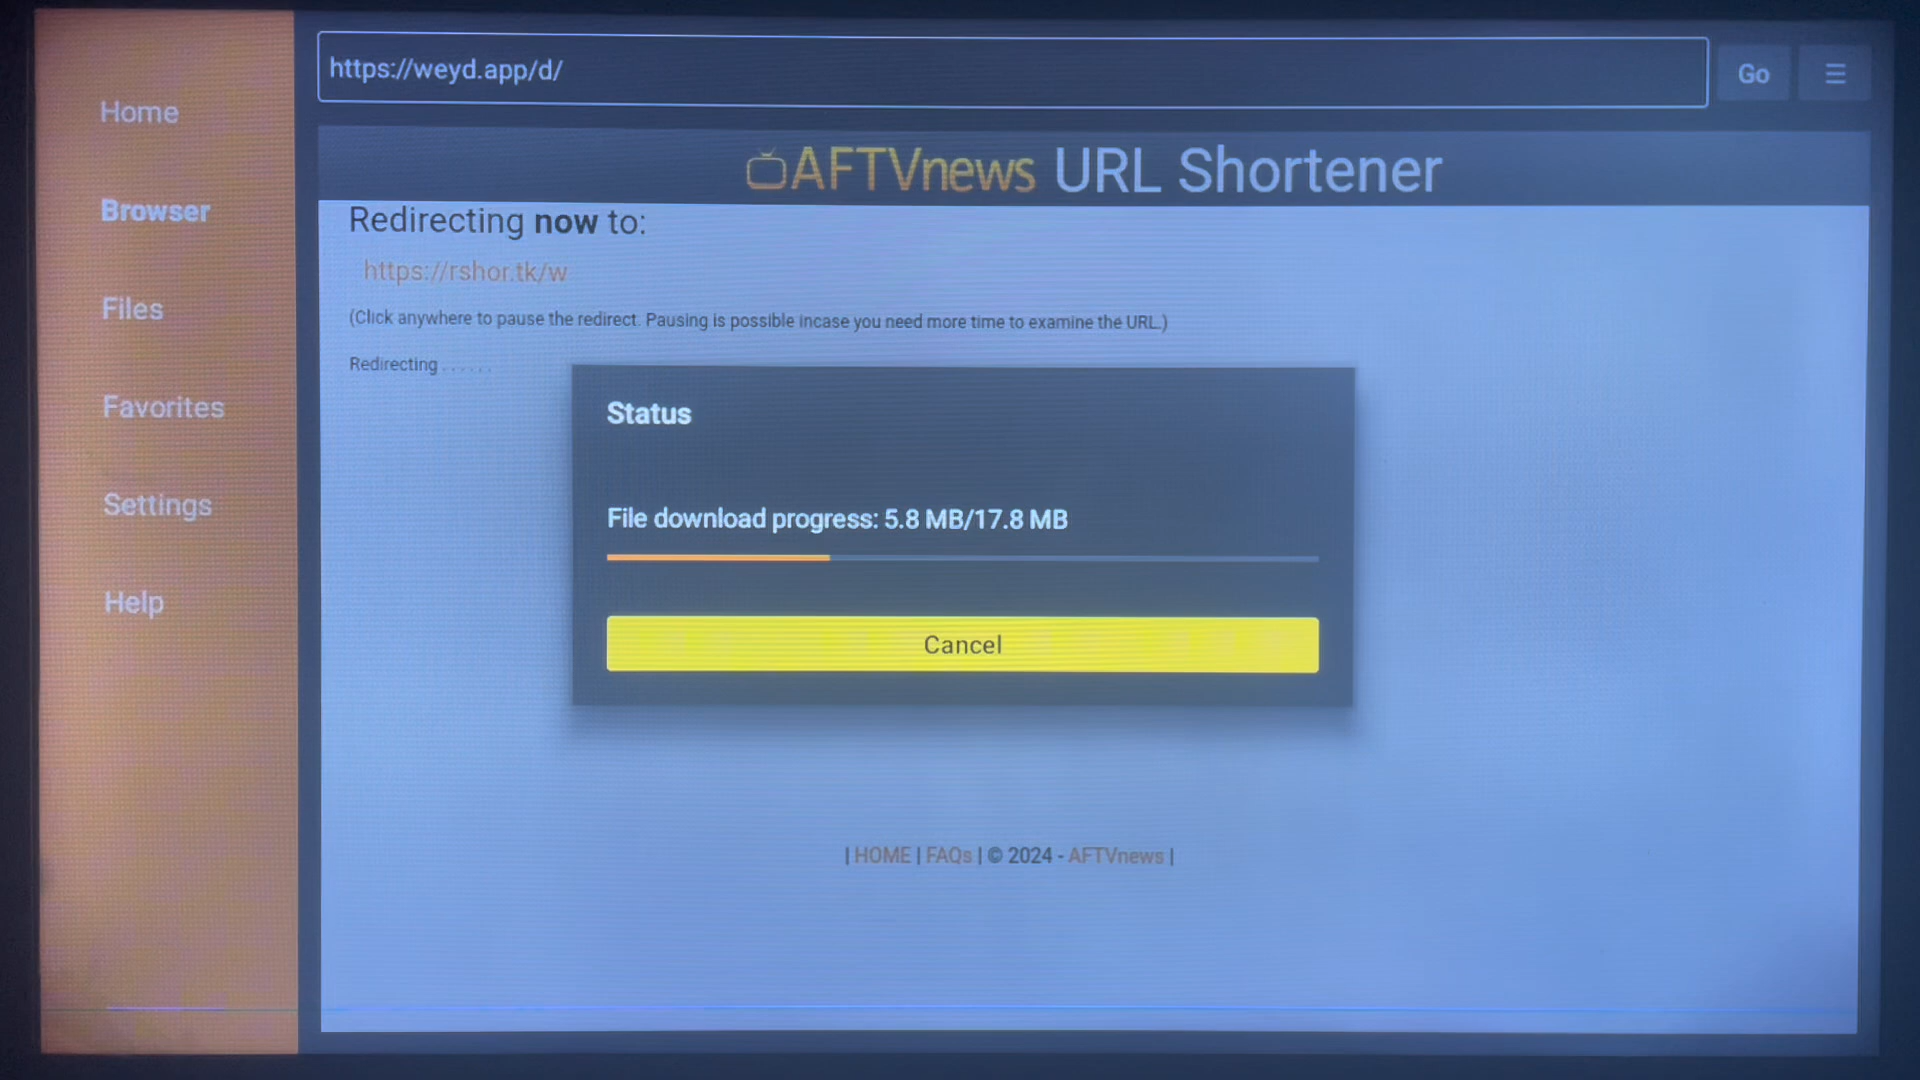 https://weyd.app/d/
Go
Home
Browser
Files
Favorites
Settings
Help
AFTVnews URL Shortener
Redirecting now to:
https://rshor.tk/w
(Click anywhere to pause the redirect. Pausing is possible incase you need more time to examine the URL.)
Redirecting . . . . . .
Status
File download progress: 5.8 MB/17.8 MB
Cancel
| HOME | FAQs | © 2024 - AFTVnews |